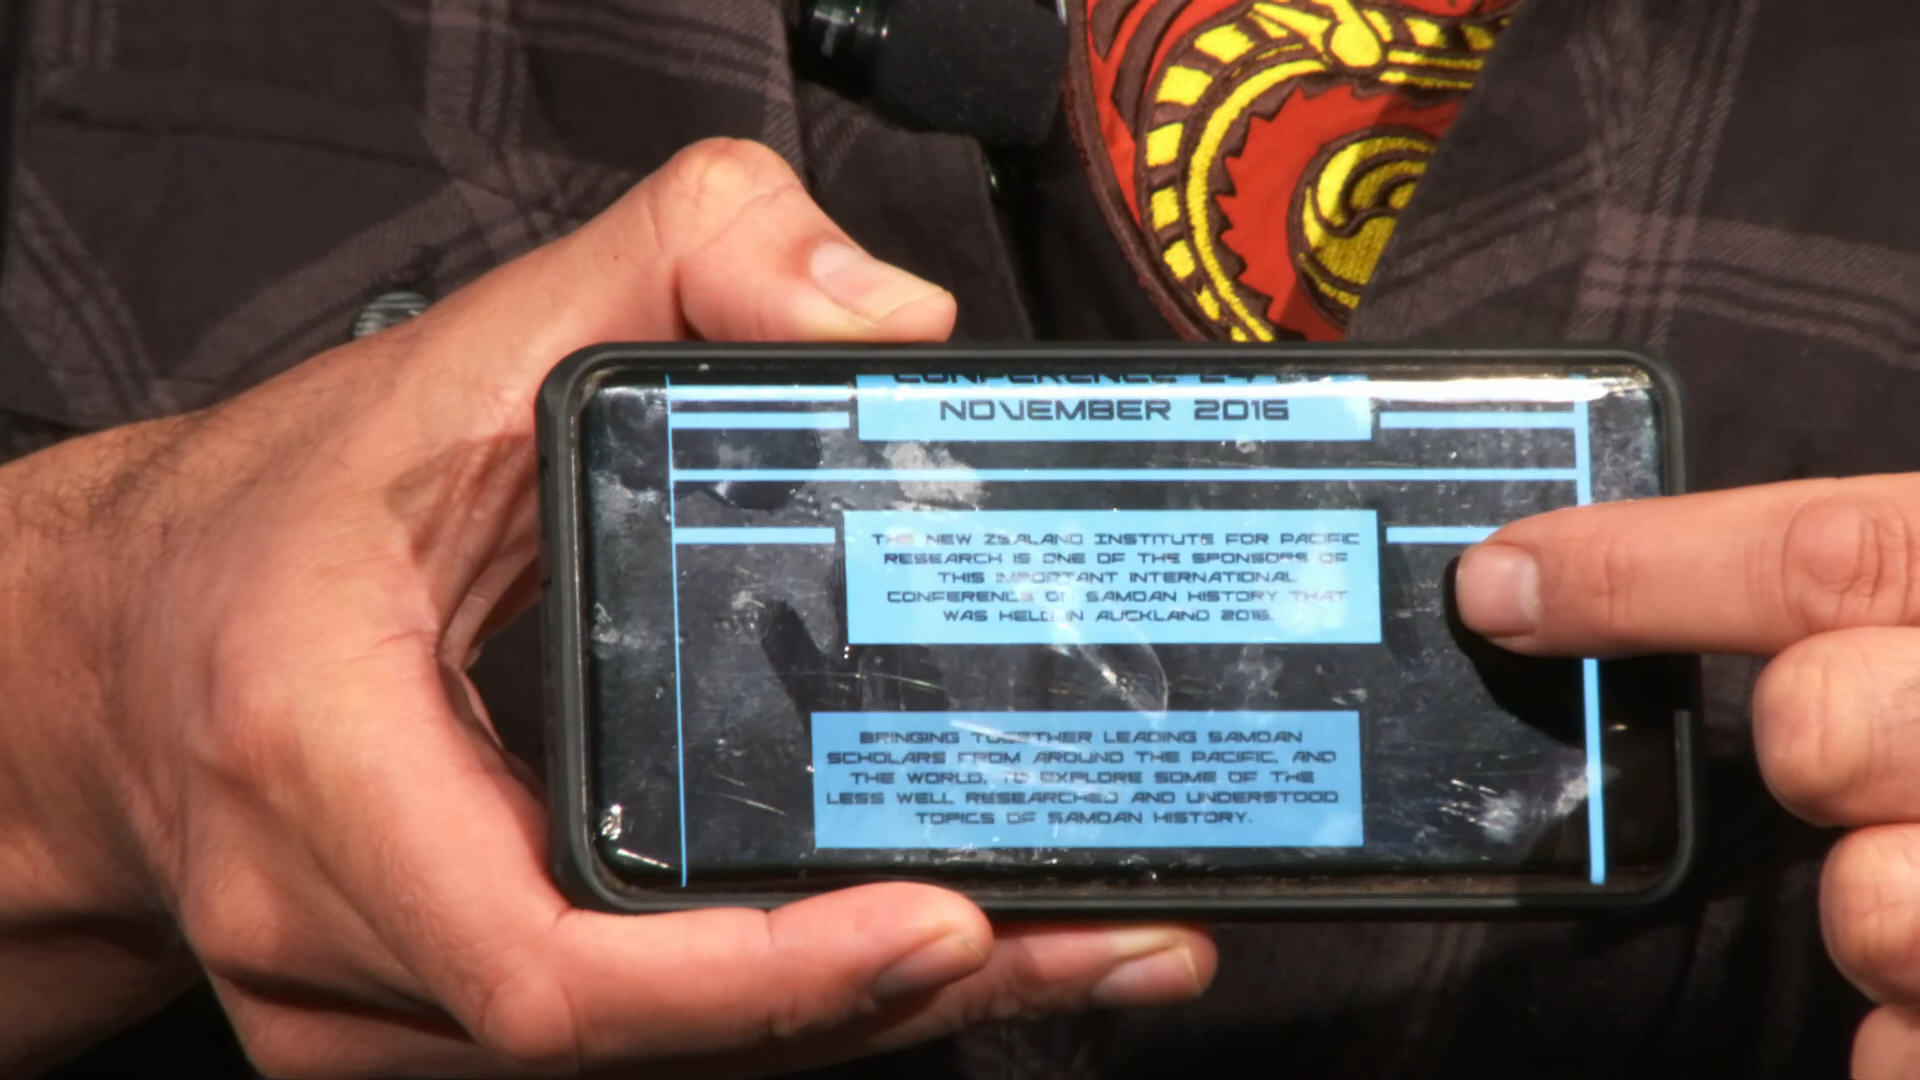 CONFERENCE
NOVEMBER 2016
THE NEW ZEALAND INSTITUTE FOR PACIFIC
RESEARCH IS ONE OF THE SPONSORS OF
THIS IMPORTANT INTERNATIONAL
CONFERENCE ON SAMOAN HISTORY THAT
WAS HELD IN AUCKLAND 2016.
BRINGING TOGETHER LEADING SAMOAN
SCHOLARS FROM AROUND THE PACIFIC, AND
THE WORLD, TO EXPLORE SOME OF THE
LESS WELL RESEARCHED AND UNDERSTOOD
TOPICS OF SAMOAN HISTORY.